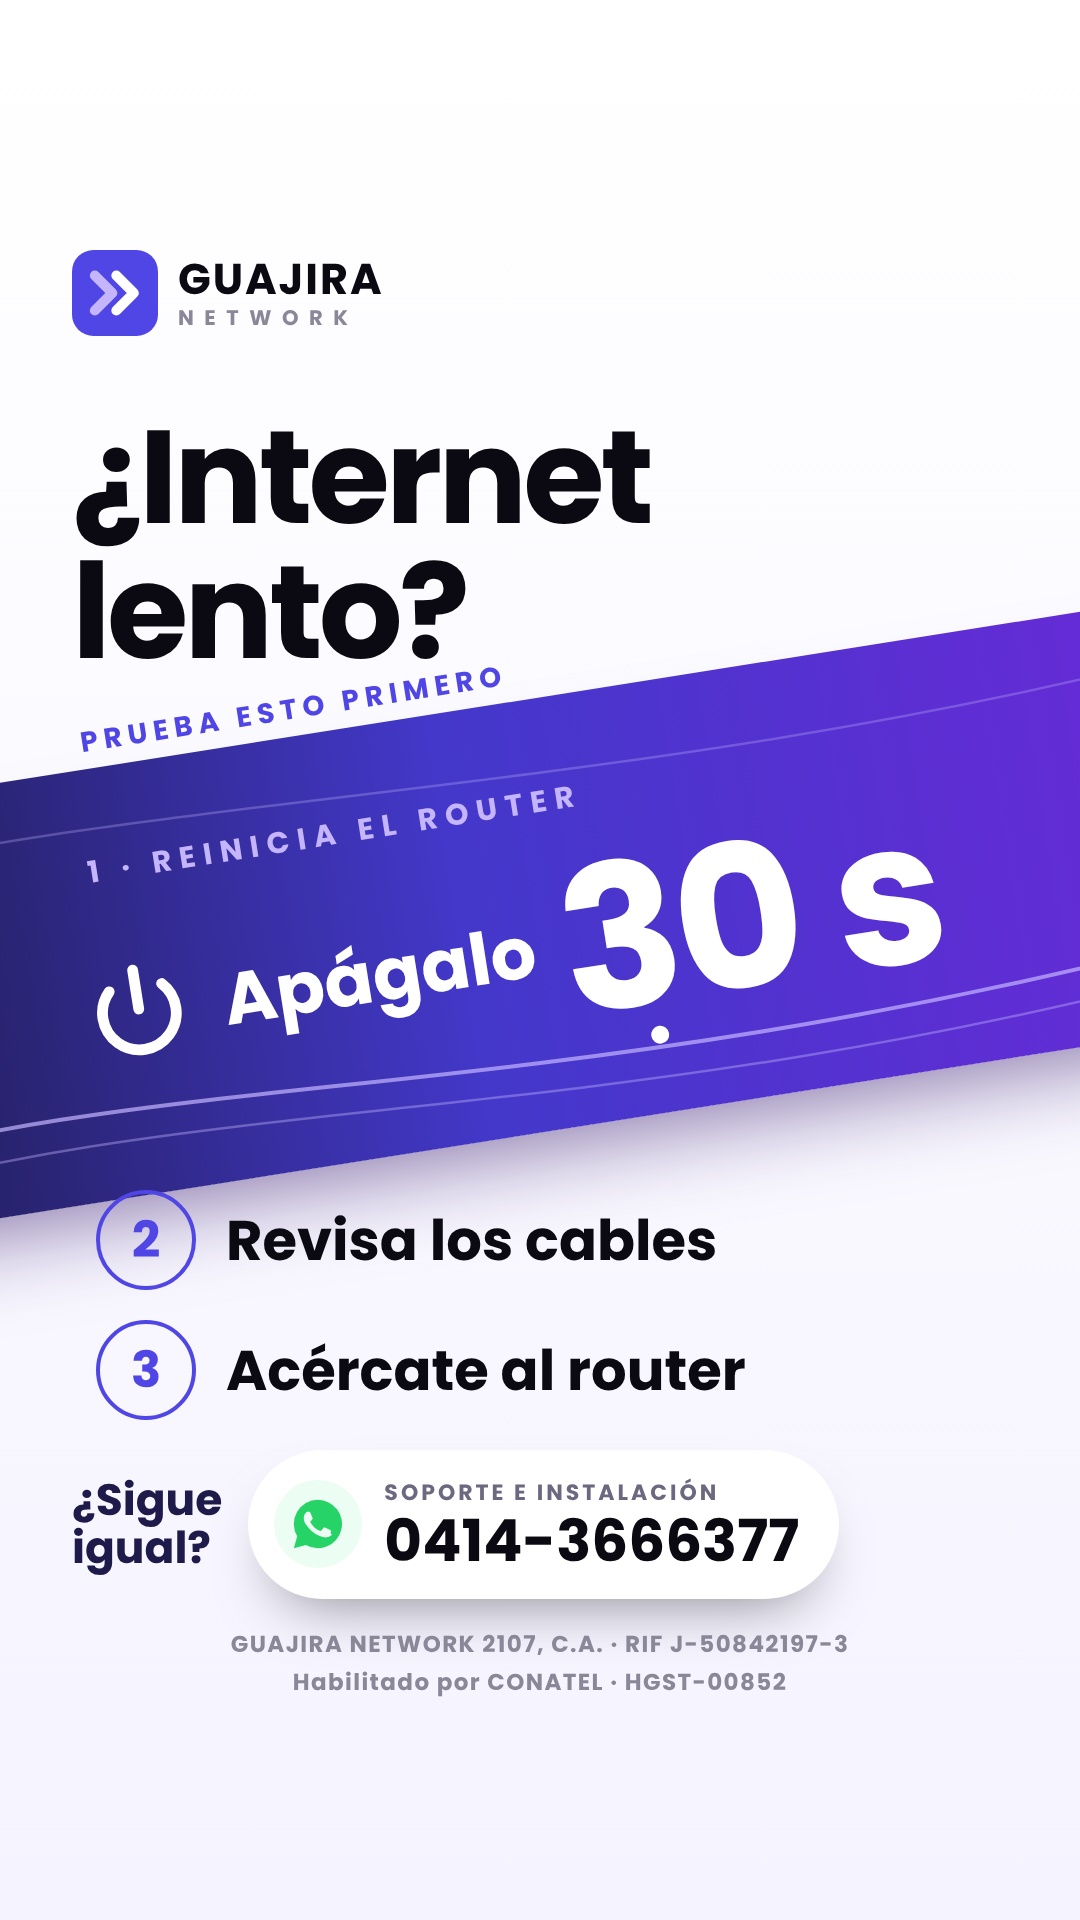 GUAJIRA
NETWORK
¿Internet
lento?
PRUEBA ESTO PRIMERO
1 · REINICIA EL ROUTER
Apágalo 30 s
2 Revisa los cables
3 Acércate al router
¿Sigue
igual?
SOPORTE E INSTALACIÓN
0414-3666377
GUAJIRA NETWORK 2107, C.A. · RIF J-50842197-3
Habilitado por CONATEL · HGST-00852